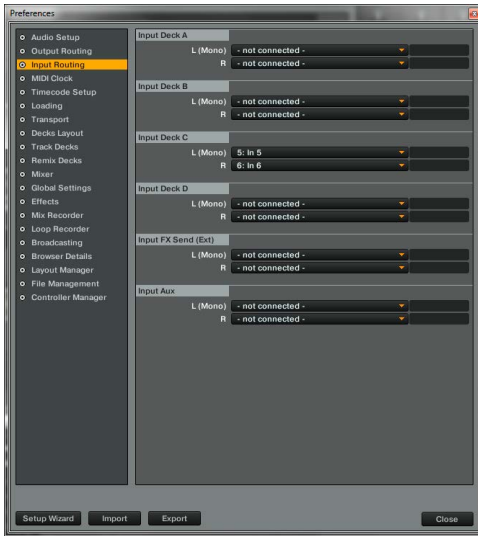 Preferences
Audio Setup
Output Routing
Input Routing
MIDI Clock
Timecode Setup
Loading
Transport
Decks Layout
Track Decks
Remix Decks
Mixer
Global Settings
Effects
Mix Recorder
Loop Recorder
Broadcasting
Browser Details
Layout Manager
File Management
Controller Manager
Input Deck A
L (Mono) - not connected -
R - not connected -
Input Deck B
L (Mono) - not connected -
R - not connected -
Input Deck C
L (Mono) 5: In 5
R 6: In 6
Input Deck D
L (Mono) - not connected -
R - not connected -
Input FX Send (Ext)
L (Mono) - not connected -
R - not connected -
Input Aux
L (Mono) - not connected -
R - not connected -
Setup Wizard Import Export Close